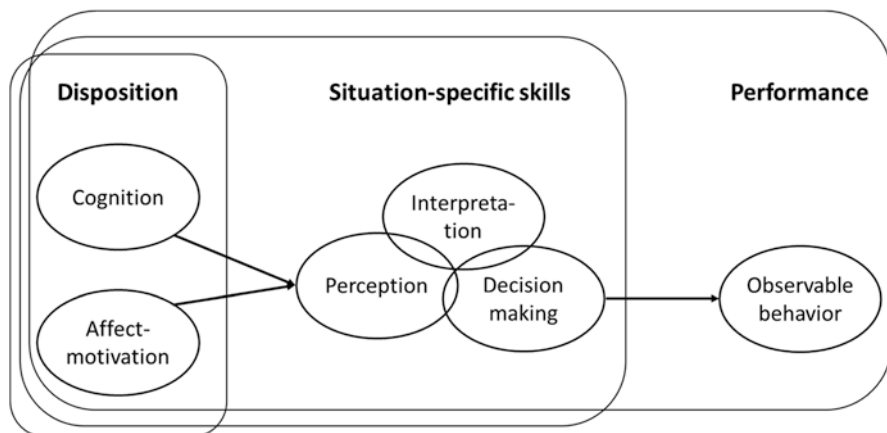 Disposition
Situation-specific skills
Performance
Cognition
Interpreta-
tion
Perception
Decision
making
Observable
behavior
Affect-
motivation